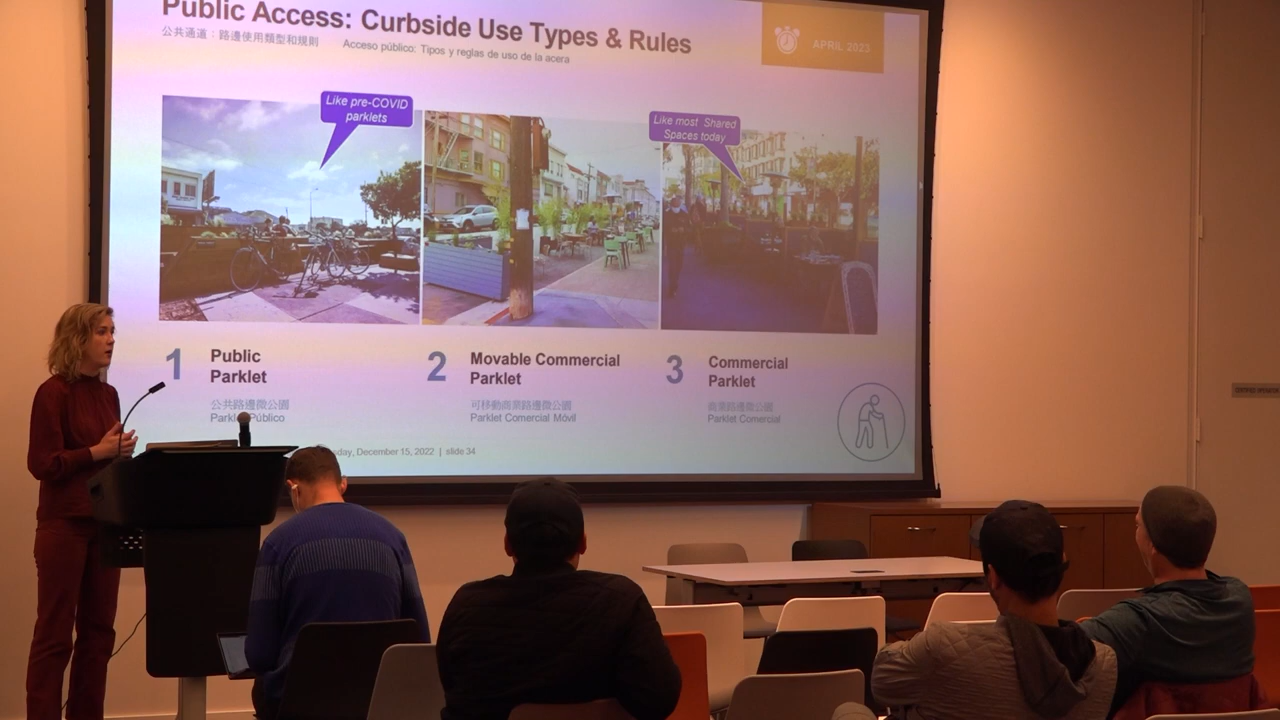 Public Access: Curbside Use Types & Rules
公共通道：路邊使用類型和規則
Acceso público: Tipos y reglas de uso de la acera
APRIL 2023
Like pre-COVID
parklets
Like most Shared
Spaces today
1
Public
Parklet
公共路邊微公園
Parklet Público
2
Movable Commercial
Parklet
可移動商業路邊微公園
Parklet Comercial Móvil
3
Commercial
Parklet
商業路邊微公園
Parklet Comercial
day, December 15, 2022 | slide 34